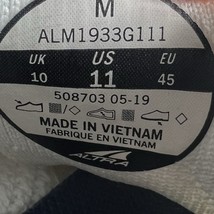 M
ALM1933G111
UK US EU
10 11 45
508703 05-19
MADE IN VIETNAM
FABRIQUE EN VIETNAM
ALTRA